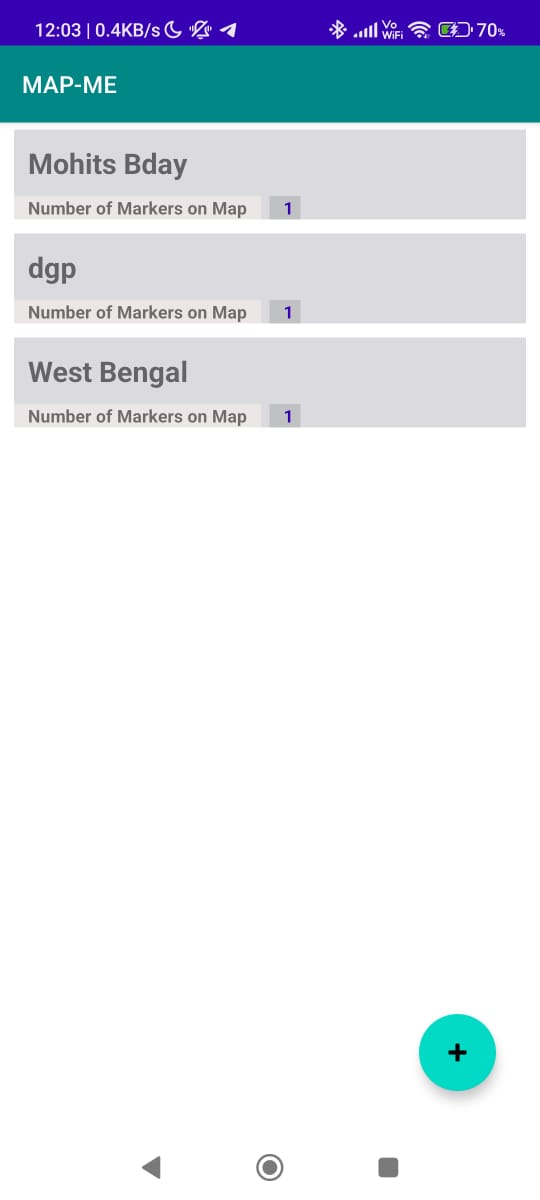 12:03 | 0.4KB/s Vo WiFi 70%
MAP-ME
Mohits Bday
Number of Markers on Map 1
dgp
Number of Markers on Map 1
West Bengal
Number of Markers on Map 1
+